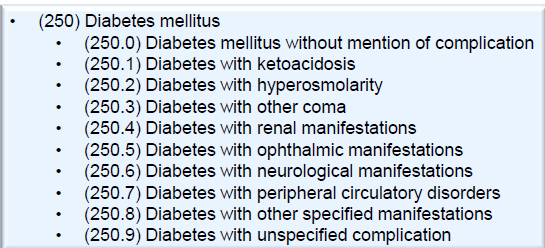 • (250) Diabetes mellitus
• (250.0) Diabetes mellitus without mention of complication
• (250.1) Diabetes with ketoacidosis
• (250.2) Diabetes with hyperosmolarity
• (250.3) Diabetes with other coma
• (250.4) Diabetes with renal manifestations
• (250.5) Diabetes with ophthalmic manifestations
• (250.6) Diabetes with neurological manifestations
• (250.7) Diabetes with peripheral circulatory disorders
• (250.8) Diabetes with other specified manifestations
• (250.9) Diabetes with unspecified complication